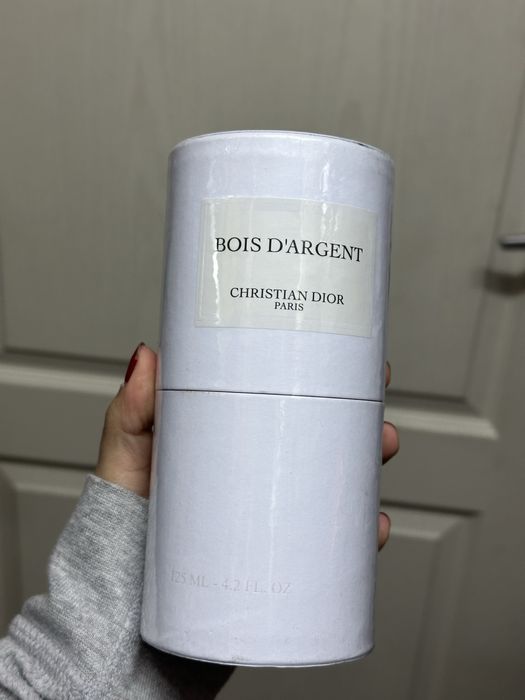 BOIS D'ARGENT
CHRISTIAN DIOR
PARIS
125 ML - 4.2 FL. OZ